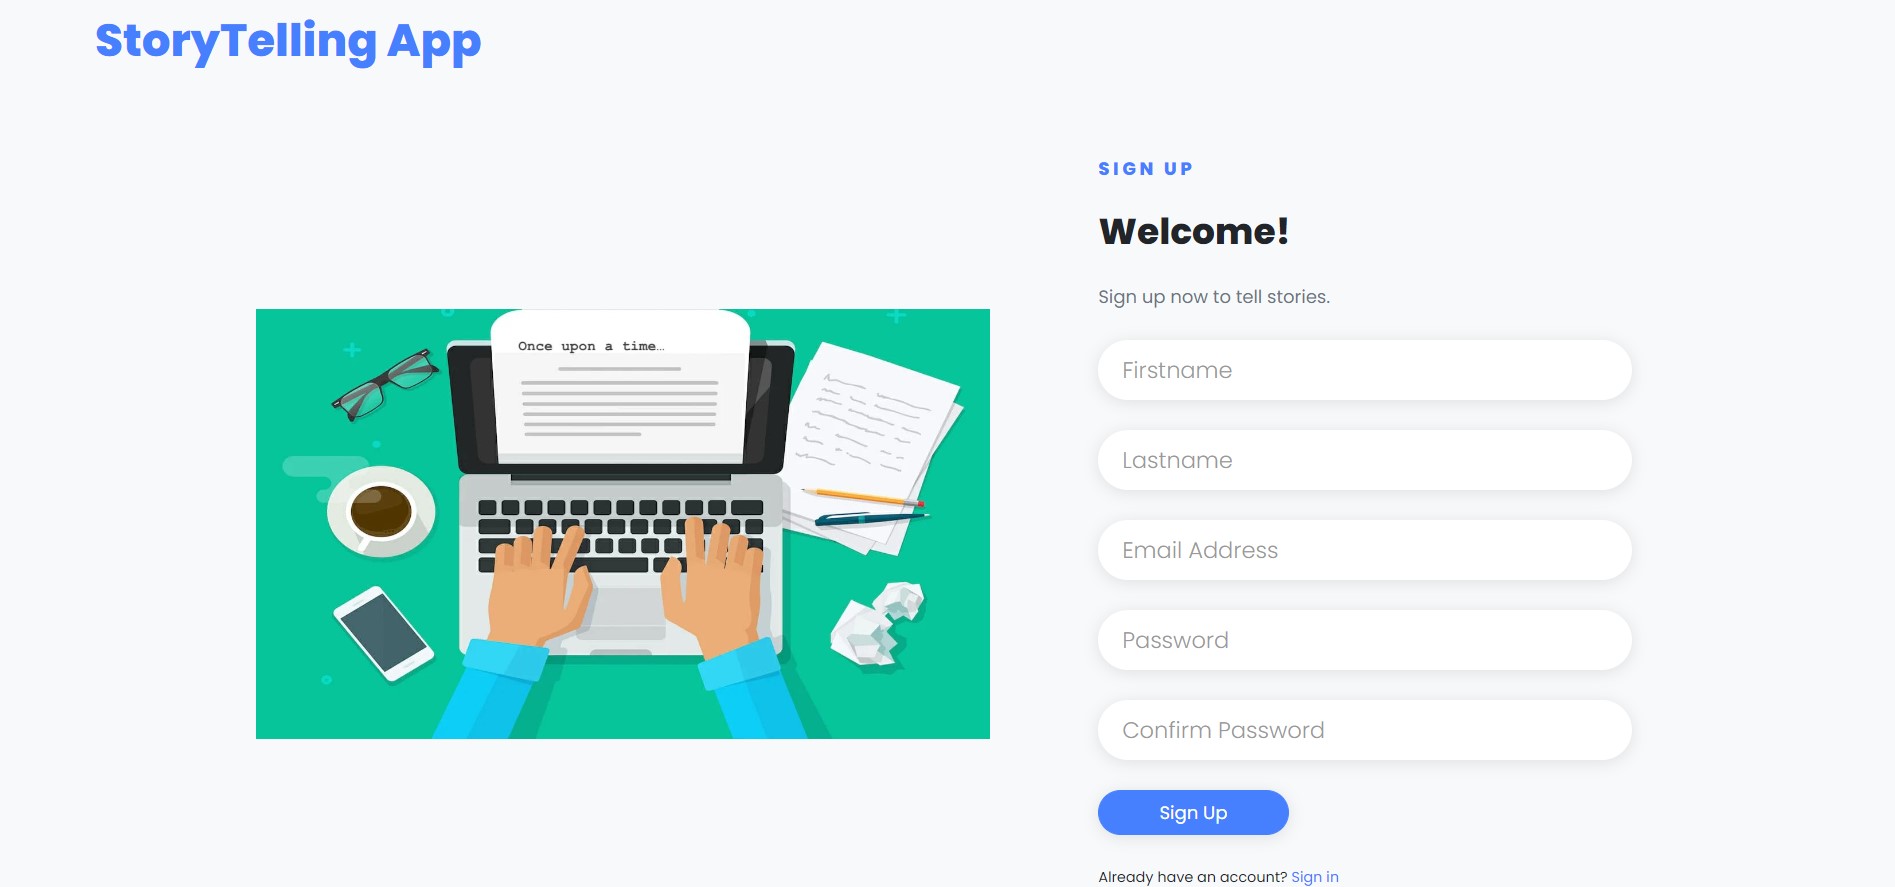 StoryTelling App
SIGN UP
Welcome!
Sign up now to tell stories.
Once upon a time...
Firstname
Lastname
Email Address
Password
Confirm Password
Sign Up
Already have an account? Sign in